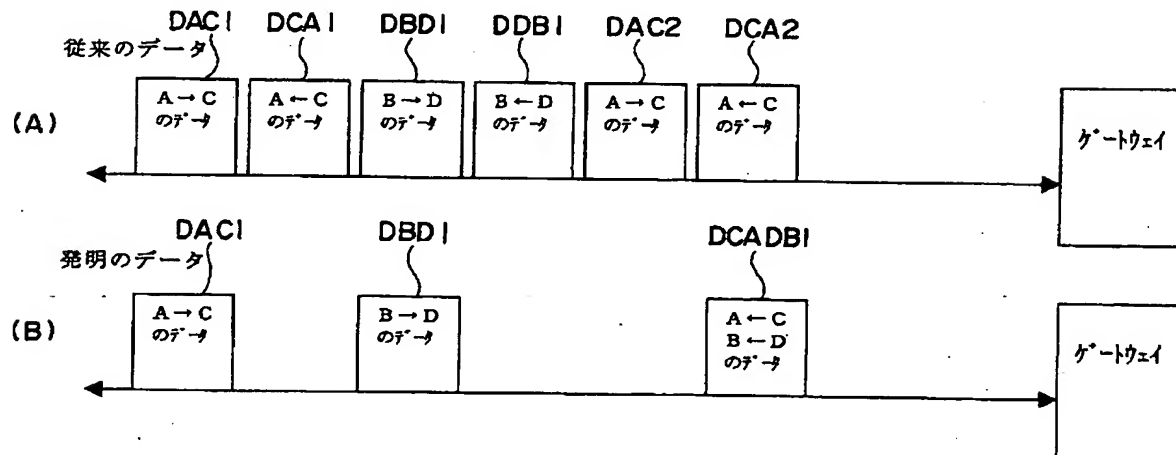 DAC1 DCA1 DBD1 DDB1 DAC2 DCA2
従来のデータ
(A)
A→C
のデータ
A←C
のデータ
B→D
のデータ
B←D
のデータ
A→C
のデータ
A←C
のデータ
ゲートウェイ
DAC1 DBD1 DCADB1
発明のデータ
(B)
A→C
のデータ
B→D
のデータ
A←C
B←D
のデータ
ゲートウェイ